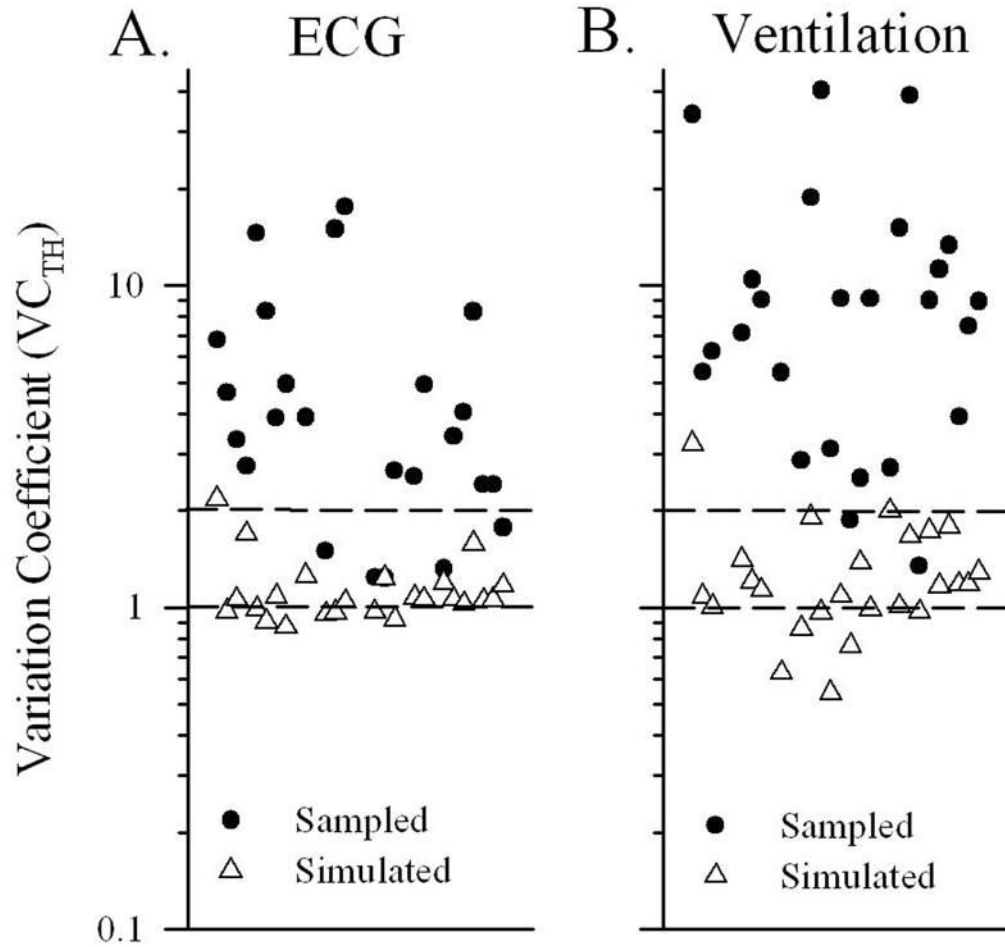 A. ECG
B. Ventilation
Variation Coefficient (VC_TH)
10
1
0.1
Sampled
Simulated
Sampled
Simulated